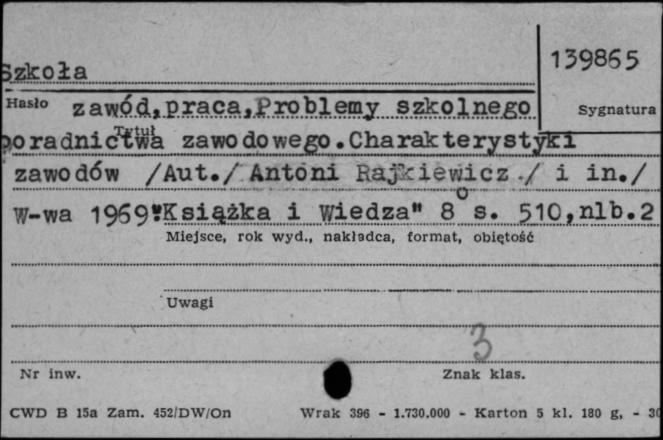 Szkoła
139865
Hasło zawód,praca,Problemy szkolnego
Sygnatura
Tytuł
poradnictwa zawodowego.Charakterystyki
zawodów /Aut./ Antoni Rajkiewicz / i in./
W-wa 1969"Książka i Wiedza" 8° s. 510,nlb.2
Miejsce, rok wyd., nakładca, format, objętość
Uwagi
3
Nr inw.
Znak klas.
CWD B 15a Zam. 452/DW/On Wrak 396 - 1.730.000 - Karton 5 kl. 180 g, - 30